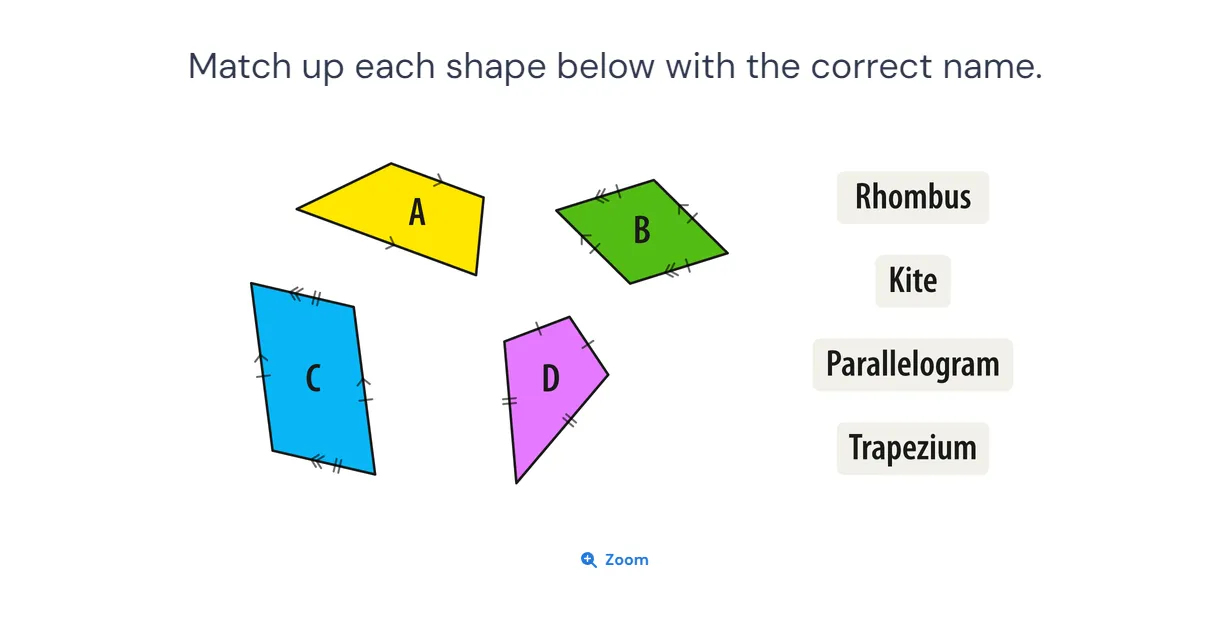 Match up each shape below with the correct name.
A
B
C
D
Rhombus
Kite
Parallelogram
Trapezium
Zoom